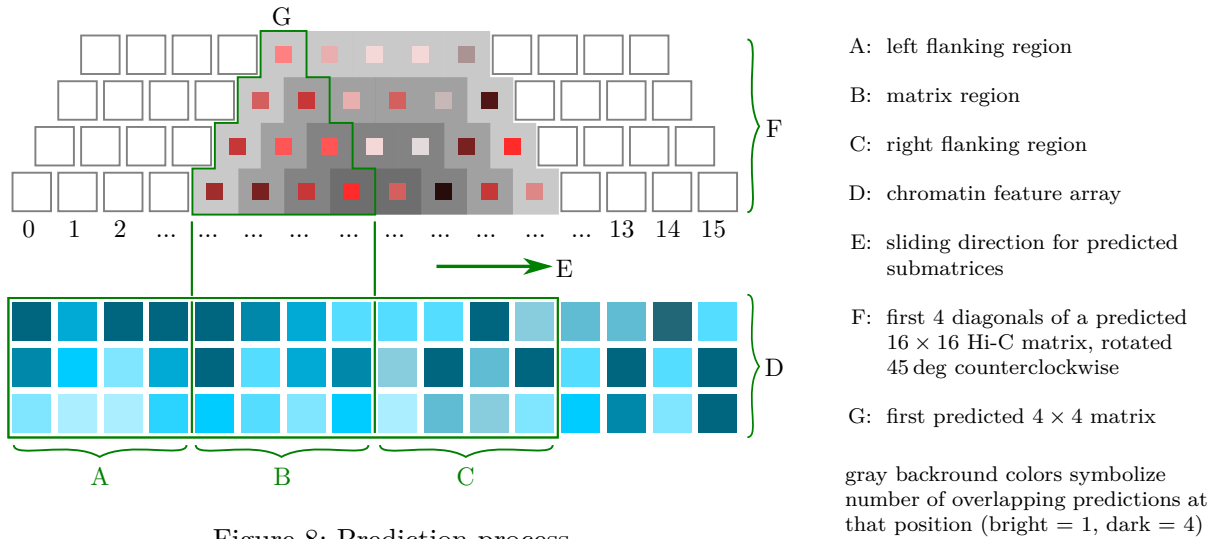 G
A: left flanking region
B: matrix region
C: right flanking region
F
D: chromatin feature array
0 1 2 ... ... ... ... ... ... ... ... ... ... 13 14 15
E: sliding direction for predicted
submatrices
E
F: first 4 diagonals of a predicted
16 × 16 Hi-C matrix, rotated
45 deg counterclockwise
D
G: first predicted 4 × 4 matrix
A B C
gray backround colors symbolize
number of overlapping predictions at
that position (bright = 1, dark = 4)
Figure 8: Prediction process